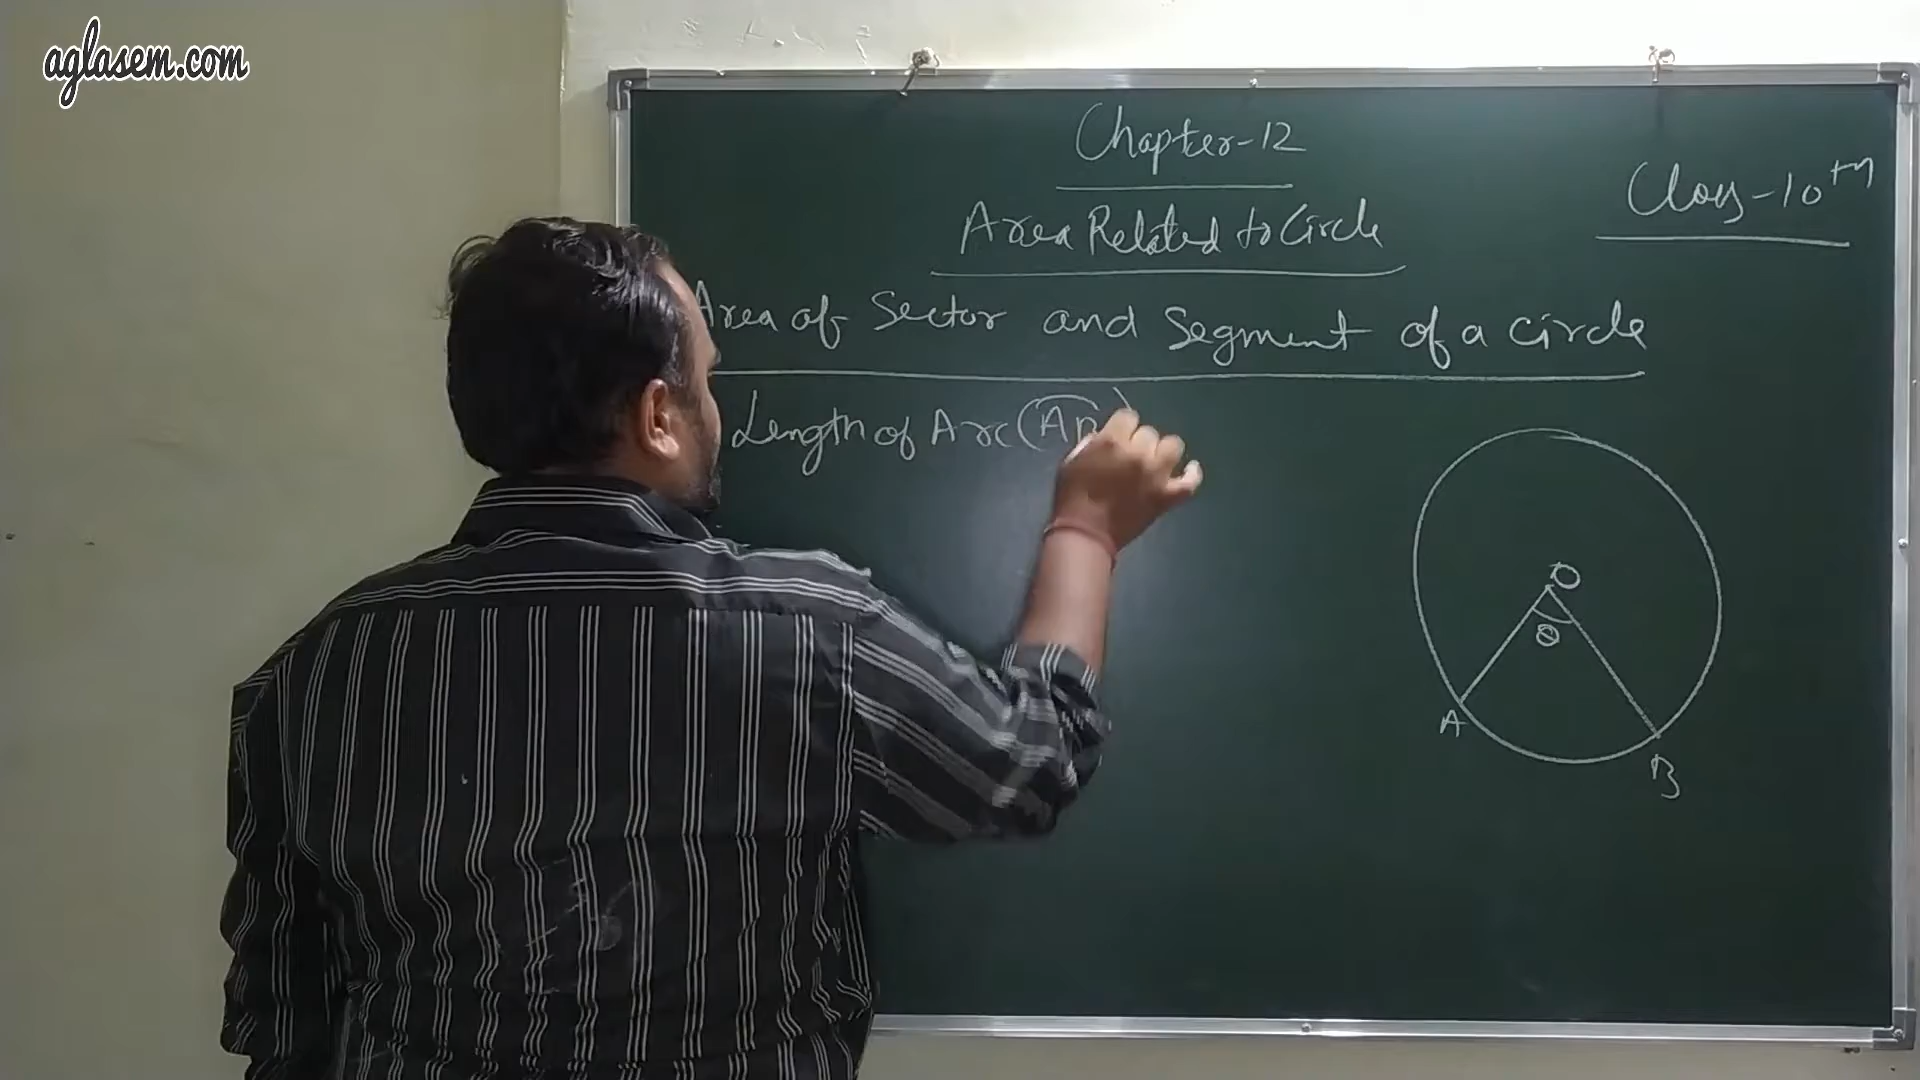 aglasem.com
Chapter-12
Class-10th
Area Related to Circle
Area of Sector and Segment of a circle
Length of Arc (AB)
O
θ
A
B